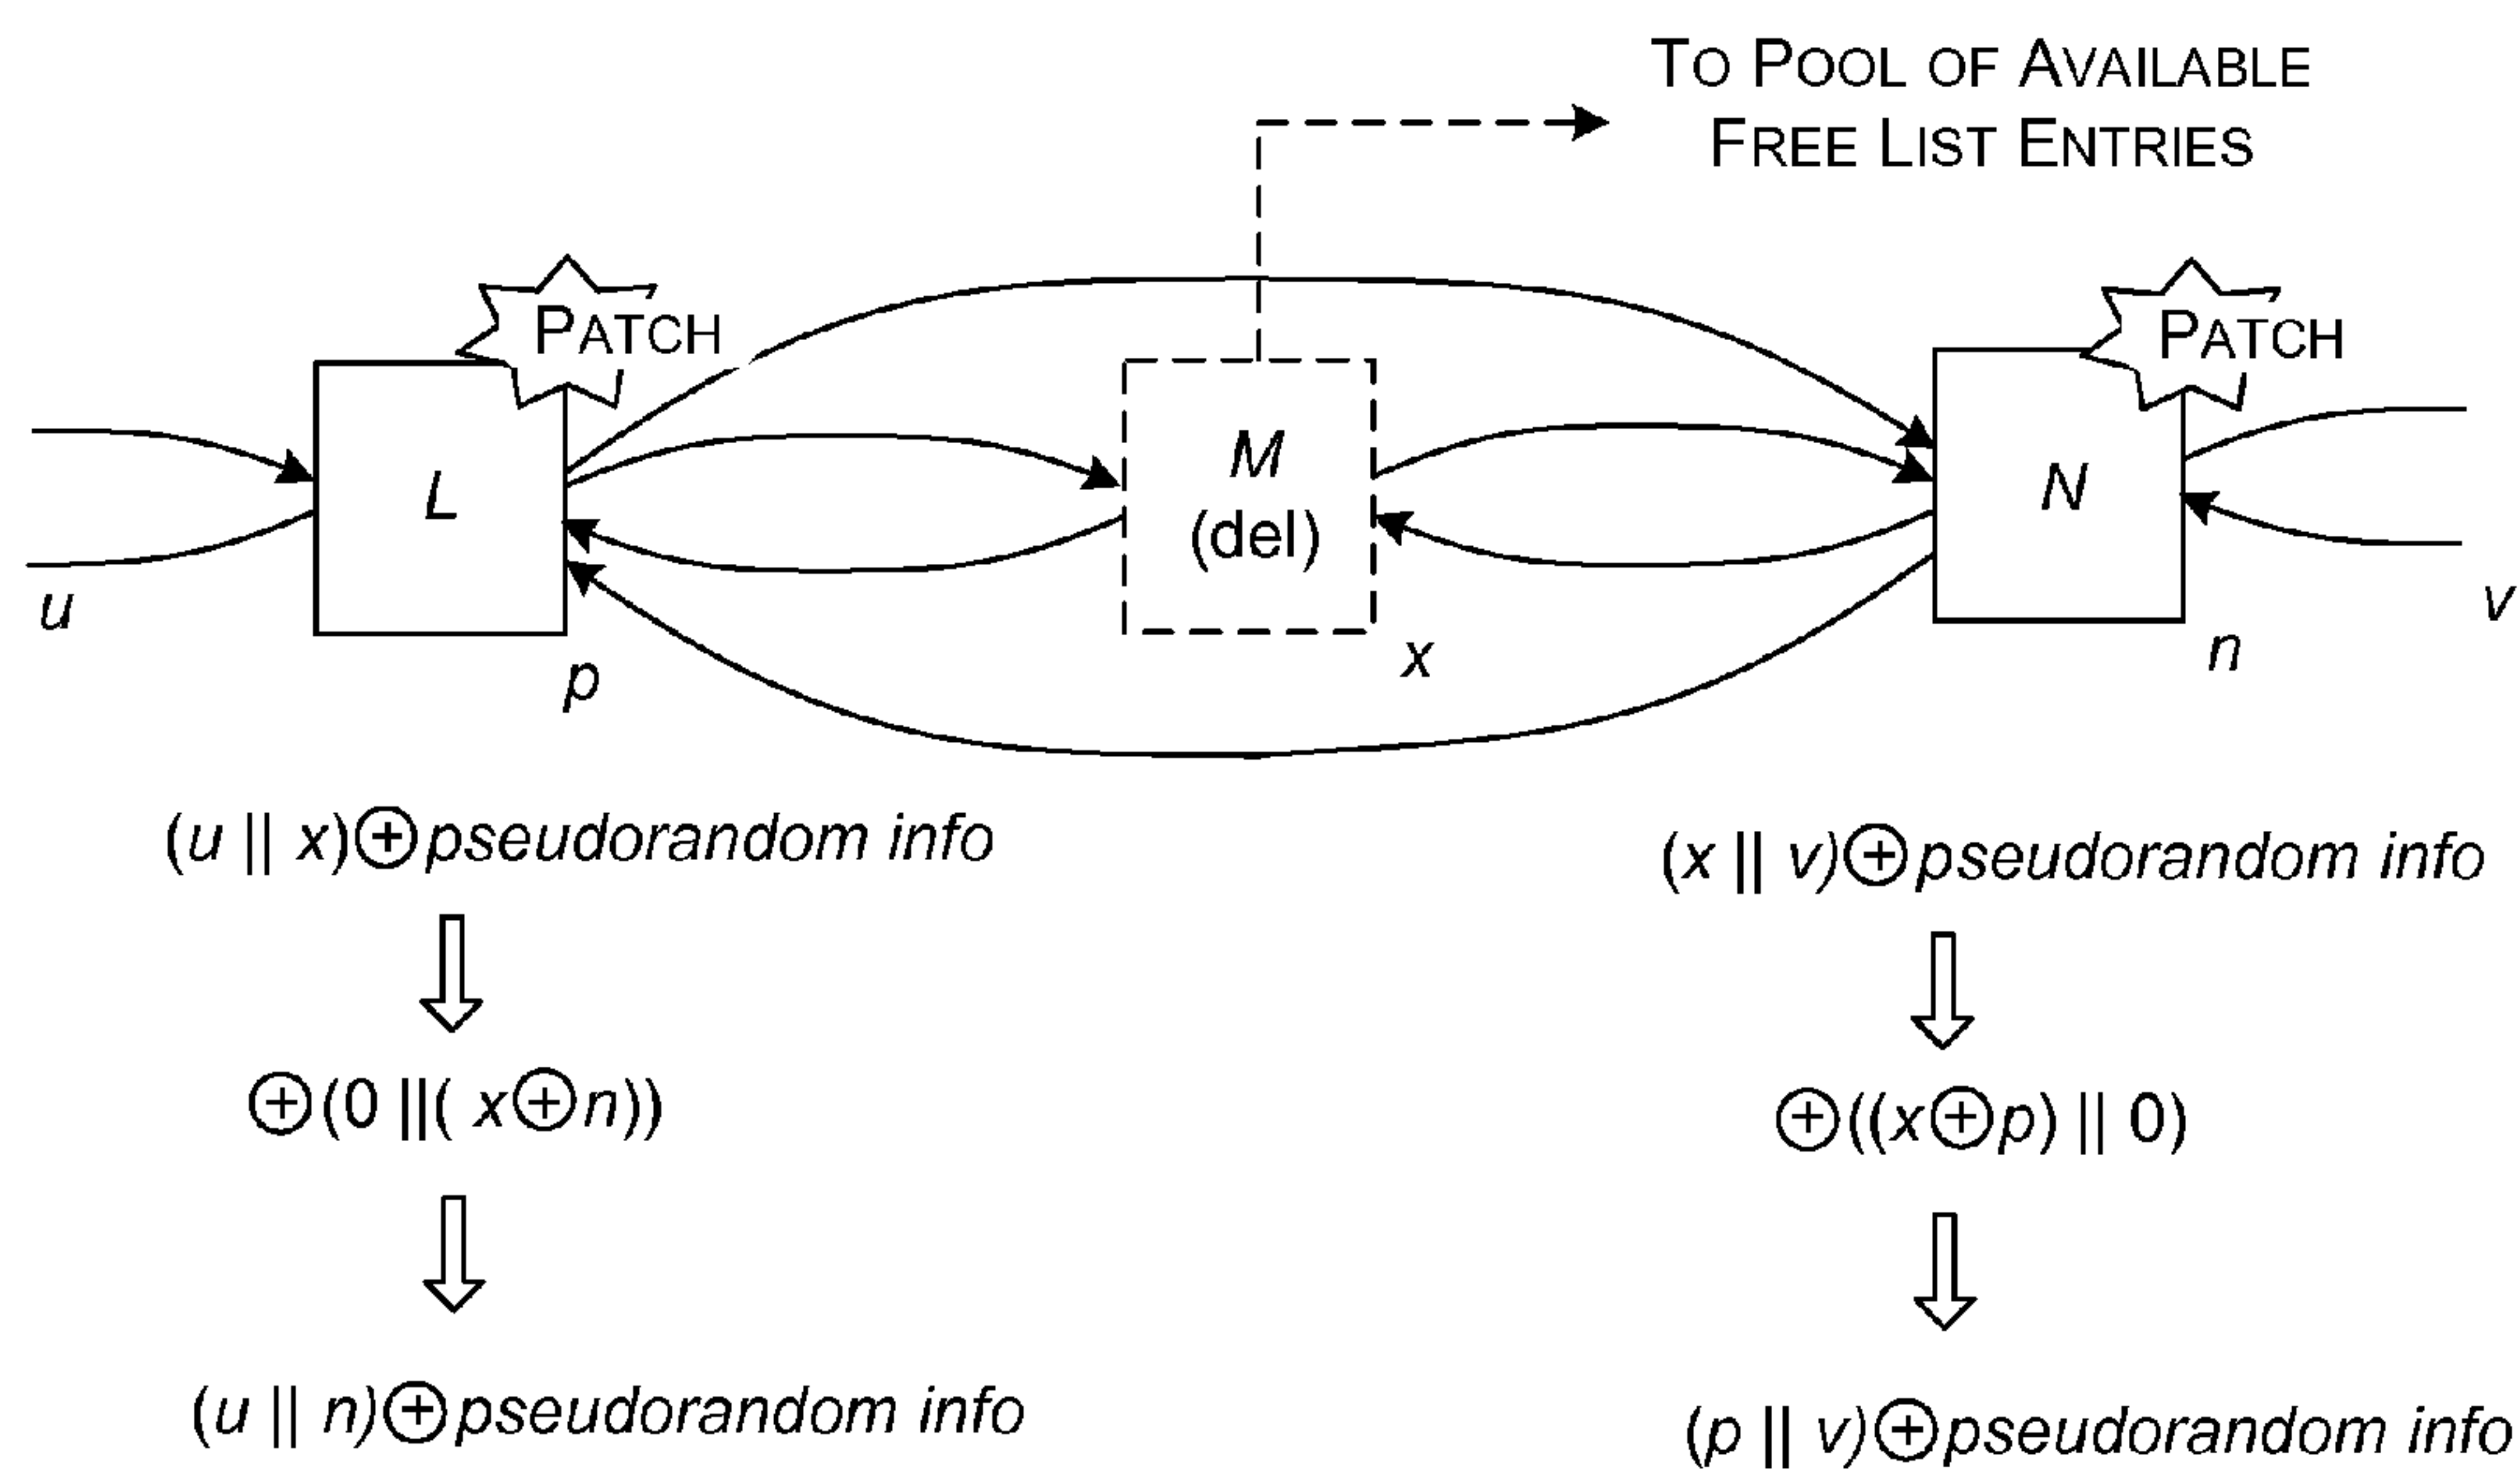 TO POOL OF AVAILABLE
FREE LIST ENTRIES
PATCH
PATCH
L
M
(del)
N
u
p
x
n
v
(u || x)⊕pseudorandom info
(x || v)⊕pseudorandom info
⊕(0 ||( x⊕n))
⊕((x⊕p) || 0)
(u || n)⊕pseudorandom info
(p || v)⊕pseudorandom info